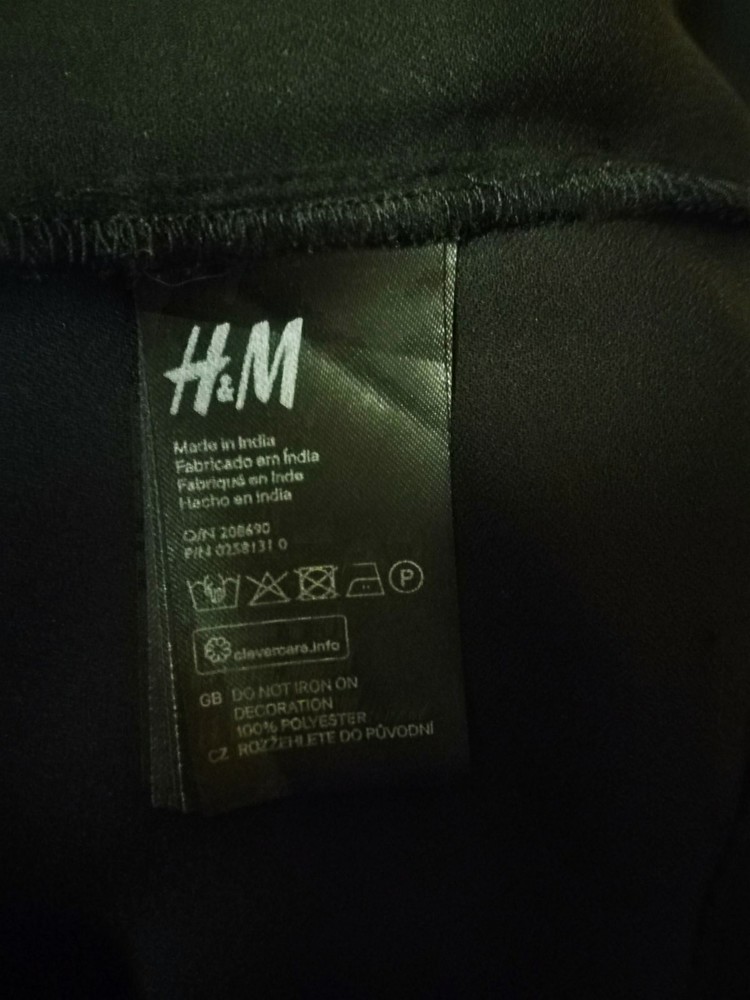 H&M
Made in India
Fabricado em Índia
Fabriqué en Inde
Hecho en India
O/N 208690
P/N 0258131 0
P
clevercare.info
GB DO NOT IRON ON
DECORATION
100% POLYESTER
CZ ROZŽEHLETE DO PŮVODNÍ